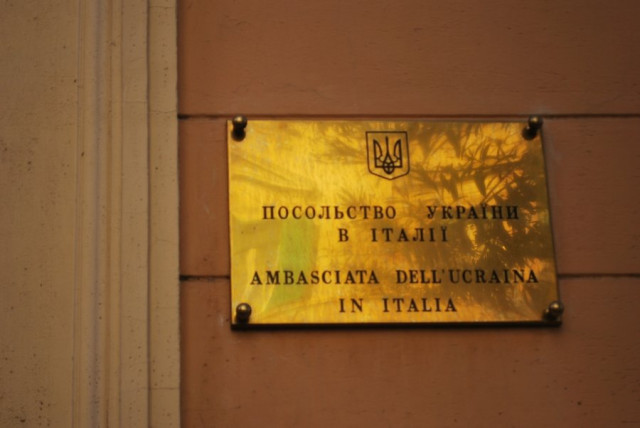 ПОСОЛЬСТВО УКРАЇНИ
В ІТАЛІЇ
AMBASCIATA DELL'UCRAINA
IN ITALIA